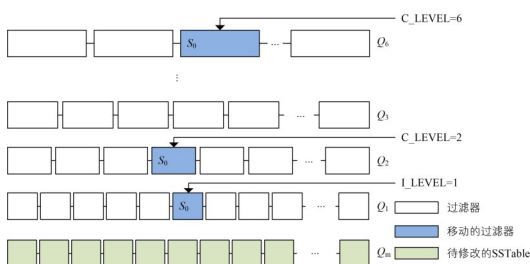 C_LEVEL=6
S0 ... Q6
⋮
... Q3
C_LEVEL=2
S0 ... Q2
I_LEVEL=1
S0 ... Q1
过滤器
移动的过滤器
... Qm
待修改的SSTable